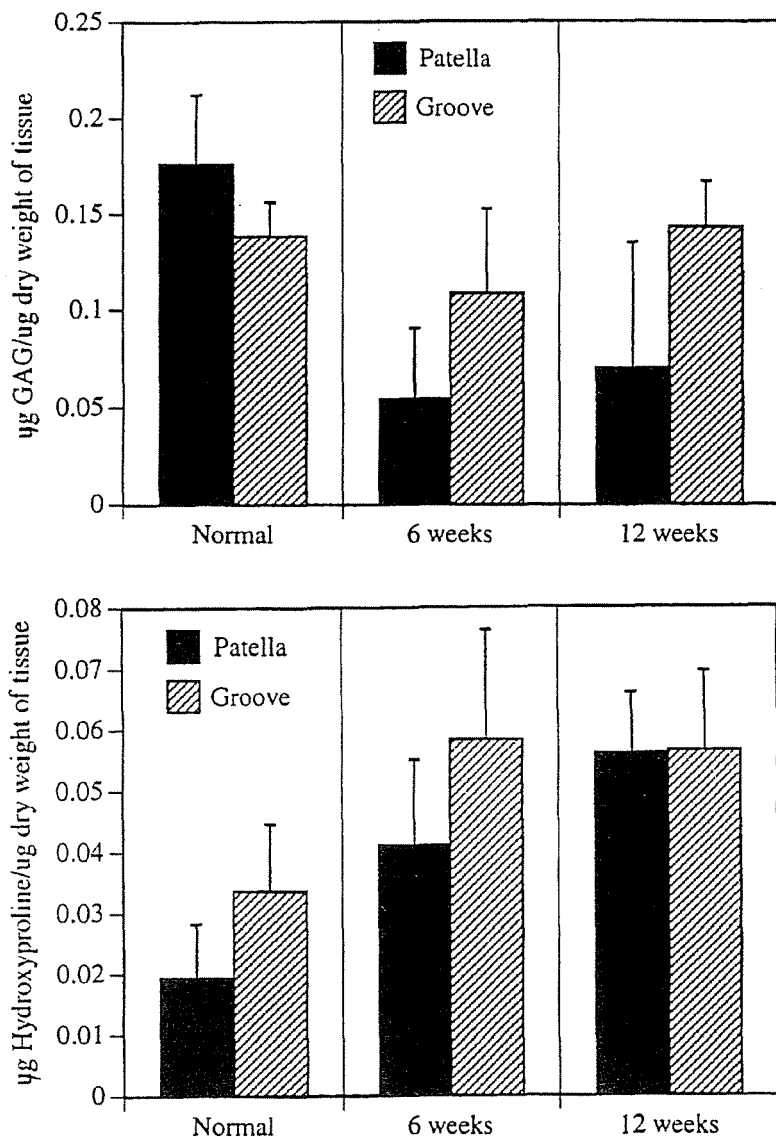 0.25
0.2
0.15
0.1
0.05
0
µg GAG/ug dry weight of tissue
Patella
Groove
Normal
6 weeks
12 weeks
0.08
0.07
0.06
0.05
0.04
0.03
0.02
0.01
0
µg Hydroxyproline/ug dry weight of tissue
Patella
Groove
Normal
6 weeks
12 weeks